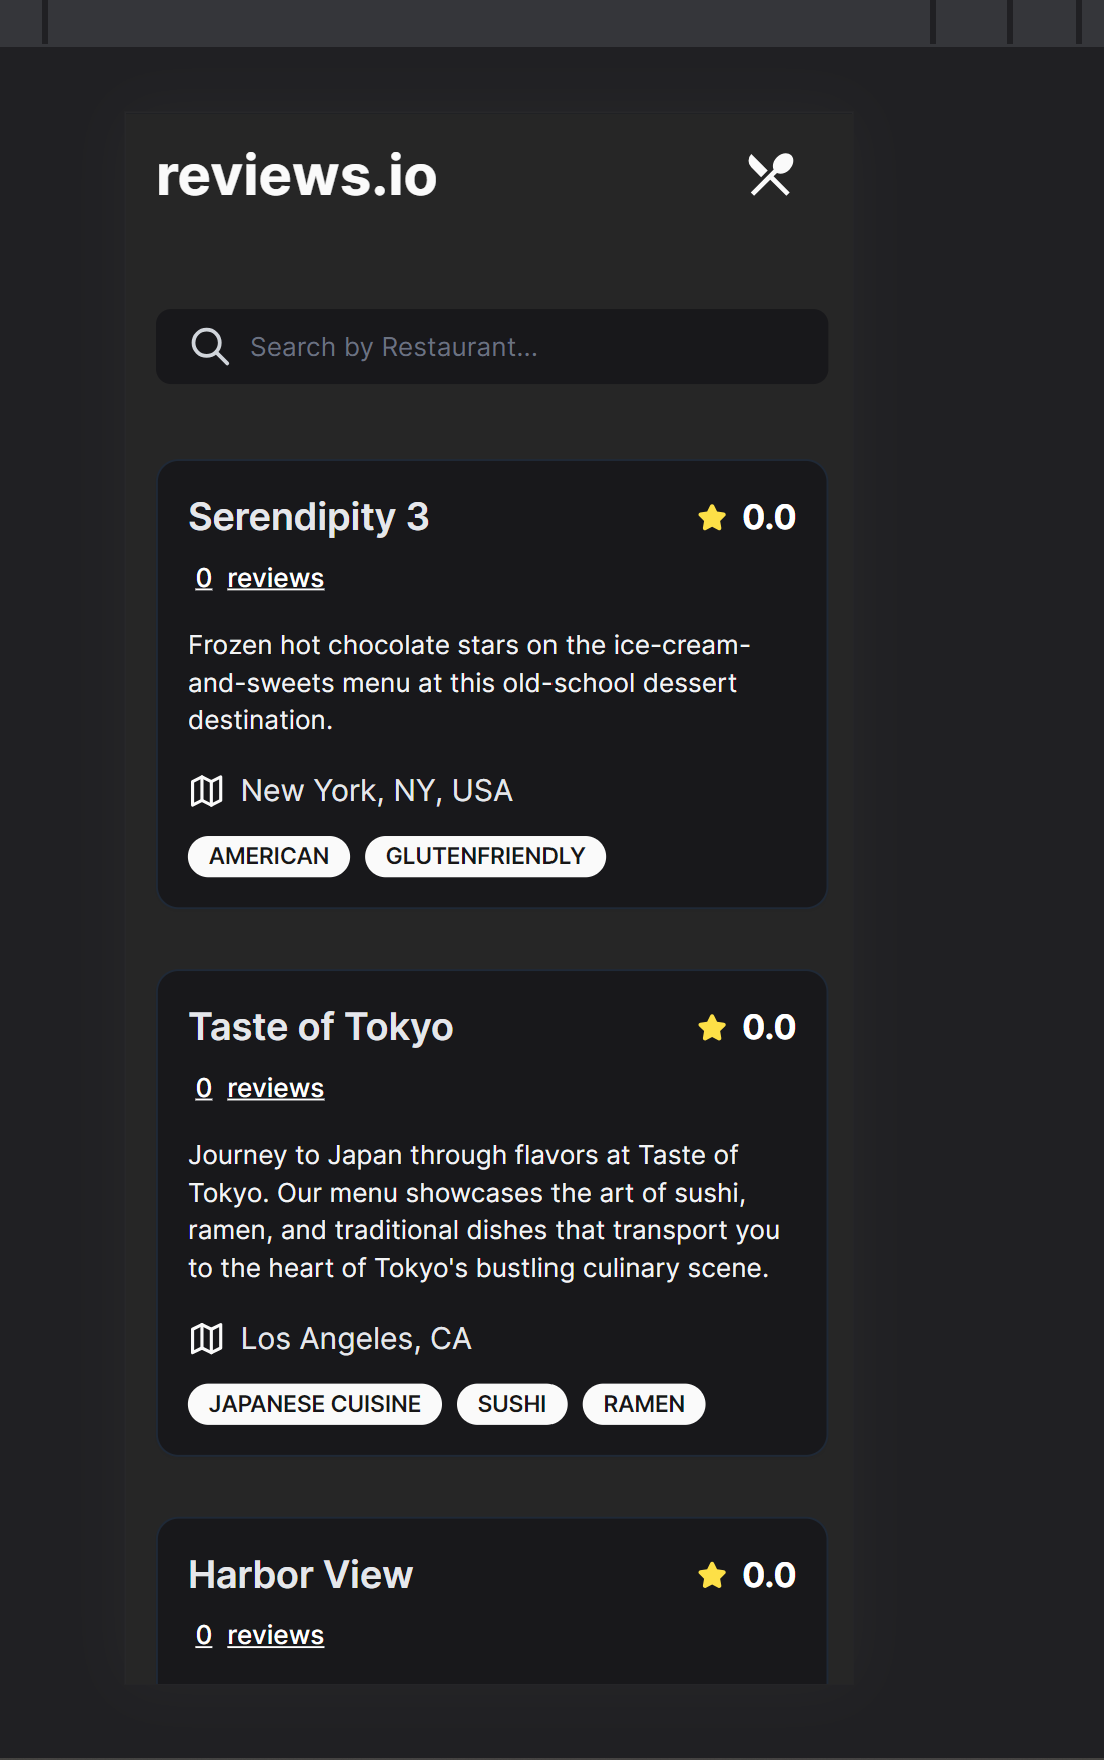 reviews.io
Search by Restaurant...
Serendipity 3 0.0
0 reviews
Frozen hot chocolate stars on the ice-cream-
and-sweets menu at this old-school dessert
destination.
New York, NY, USA
AMERICAN GLUTENFRIENDLY
Taste of Tokyo 0.0
0 reviews
Journey to Japan through flavors at Taste of
Tokyo. Our menu showcases the art of sushi,
ramen, and traditional dishes that transport you
to the heart of Tokyo's bustling culinary scene.
Los Angeles, CA
JAPANESE CUISINE SUSHI RAMEN
Harbor View 0.0
0 reviews